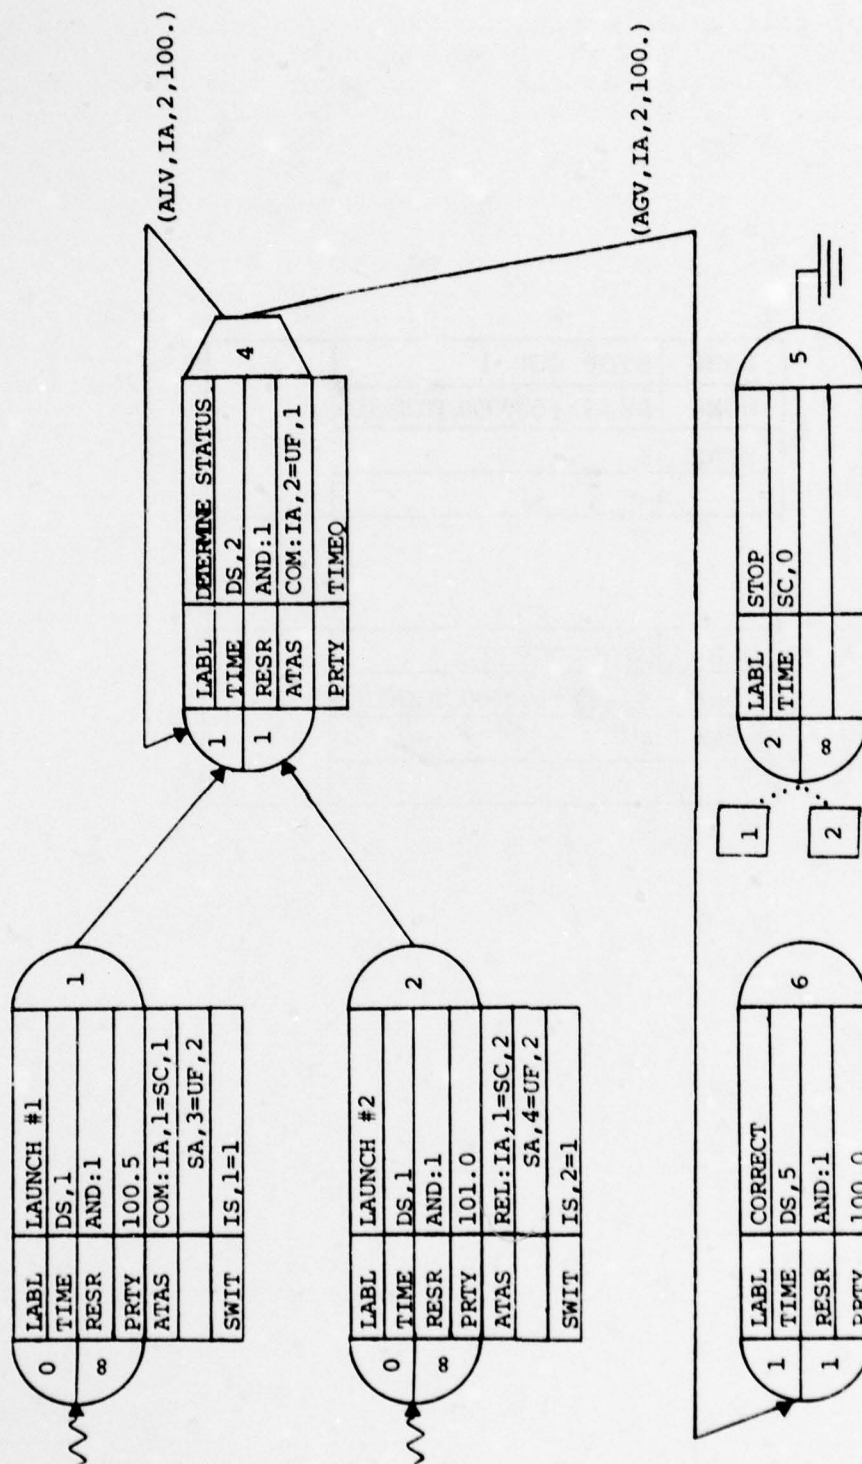 0
∞
LABL LAUNCH #1
TIME DS,1
RESR AND:1
PRTY 100.5
ATAS COM:IA,1=SC,1
SA,3=UF,2
SWIT IS,1=1
1
0
∞
LABL LAUNCH #2
TIME DS,1
RESR AND:1
PRTY 101.0
ATAS REL:IA,1=SC,2
SA,4=UF,2
SWIT IS,2=1
2
1
1
LABL DETERMINE STATUS
TIME DS,2
RESR AND:1
ATAS COM:IA,2=UF,1
PRTY TIMEQ
4
(ALV,IA,2,100.)
(AGV,IA,2,100.)
1
1
LABL CORRECT
TIME DS,5
RESR AND:1
PRTY 100.0
6
1
2
2
∞
LABL STOP
TIME SC,0
5